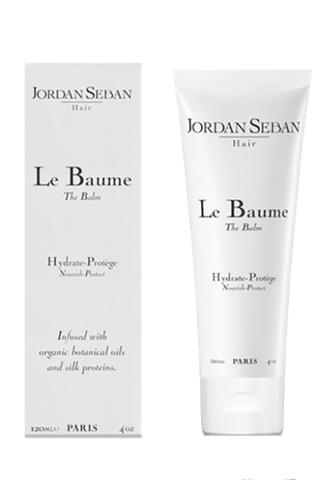 JORDAN SEBAN
Hair
Le Baume
The Balm
Hydrate-Protège
Nourish-Protect
Infused with
organic botanical oils
and silk proteins.
120ML℮ PARIS 4 OZ
JORDAN SEBAN
Hair
Le Baume
The Balm
Hydrate-Protège
Nourish-Protect
120ML PARIS 4 OZ